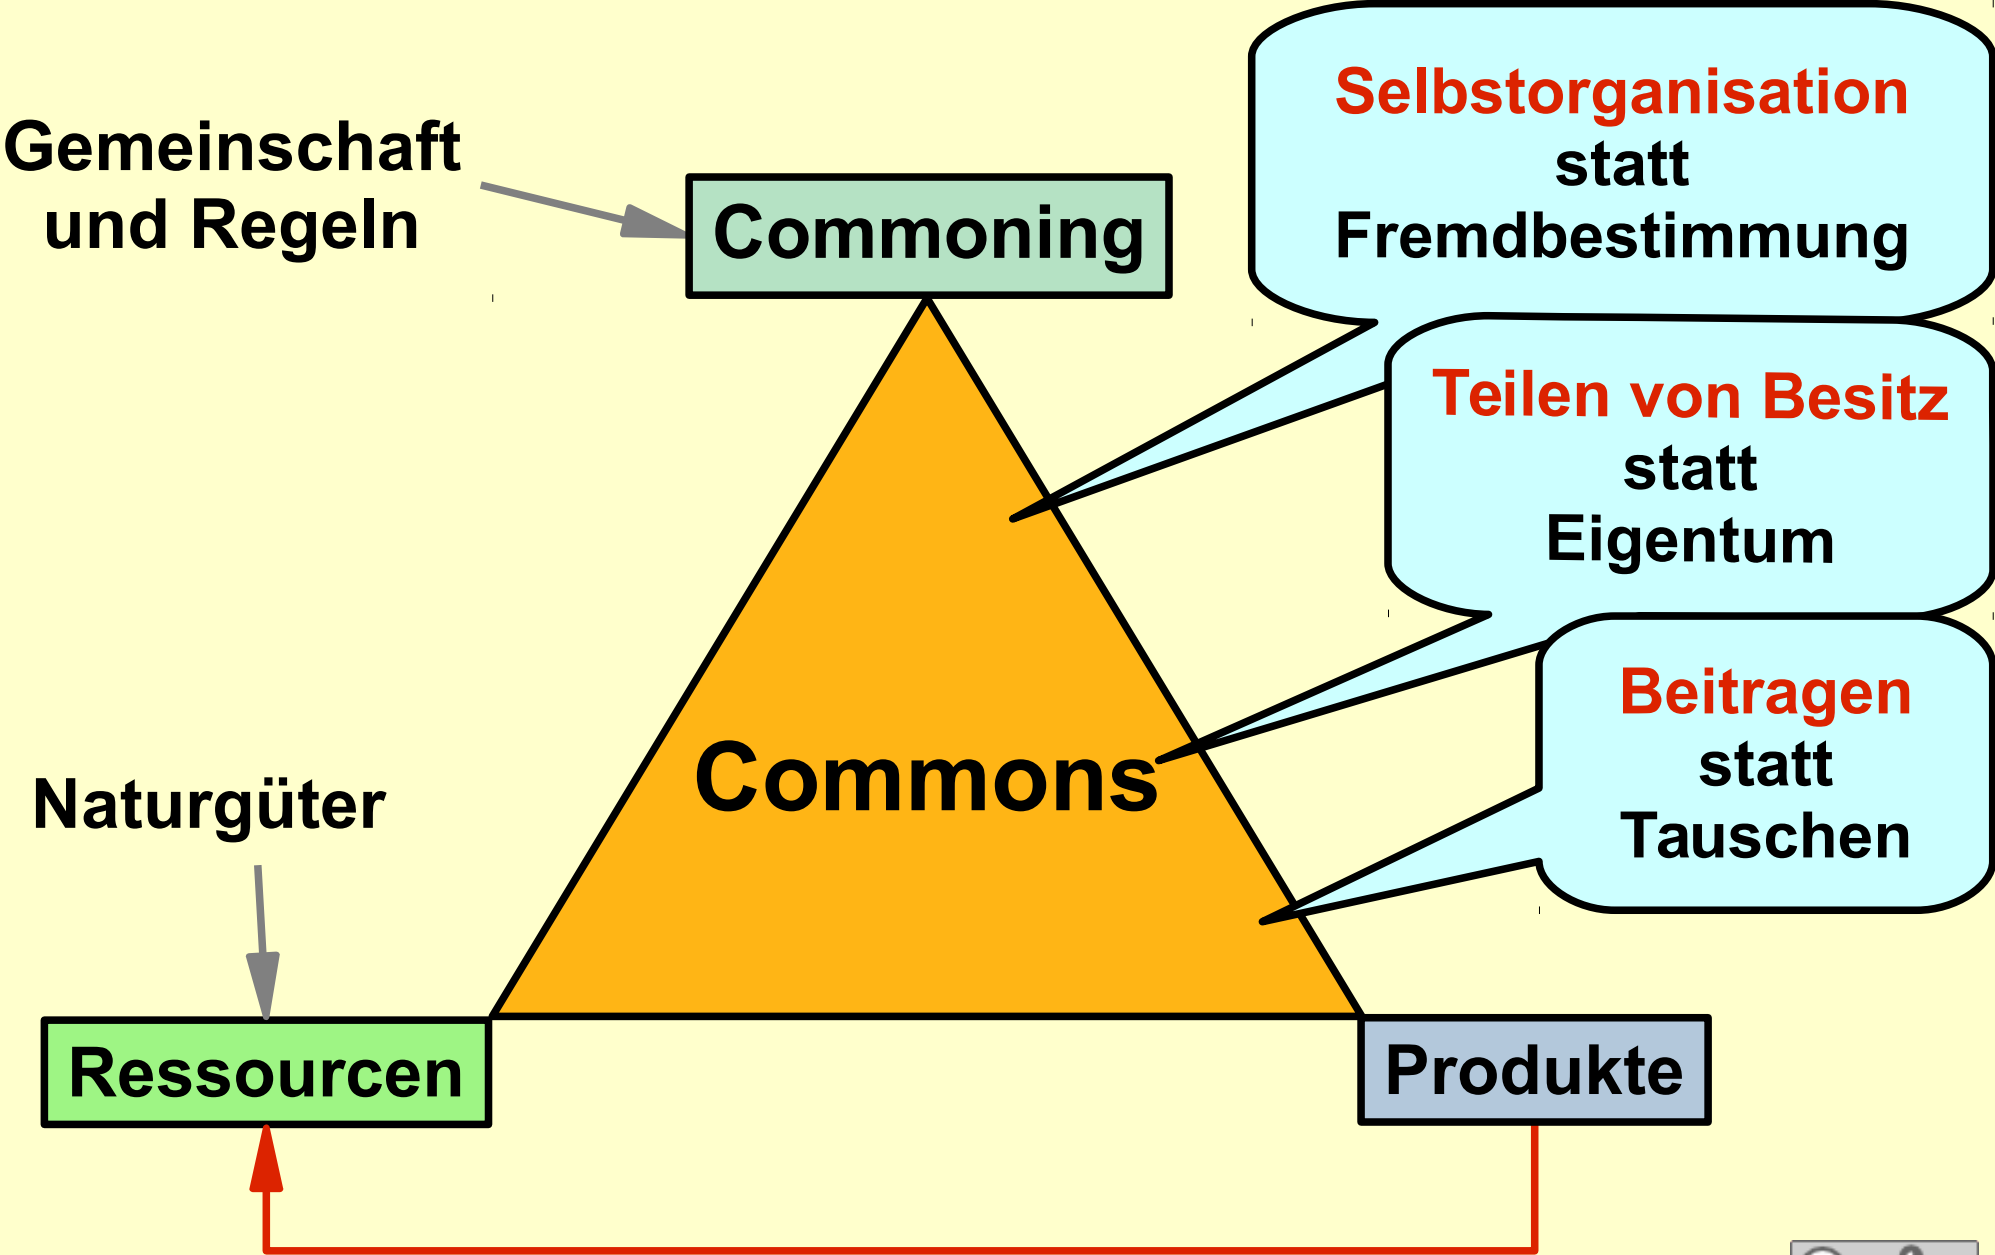 Gemeinschaft
und Regeln
Commoning
Selbstorganisation
statt
Fremdbestimmung
Teilen von Besitz
statt
Eigentum
Commons
Beitragen
statt
Tauschen
Naturgüter
Ressourcen
Produkte